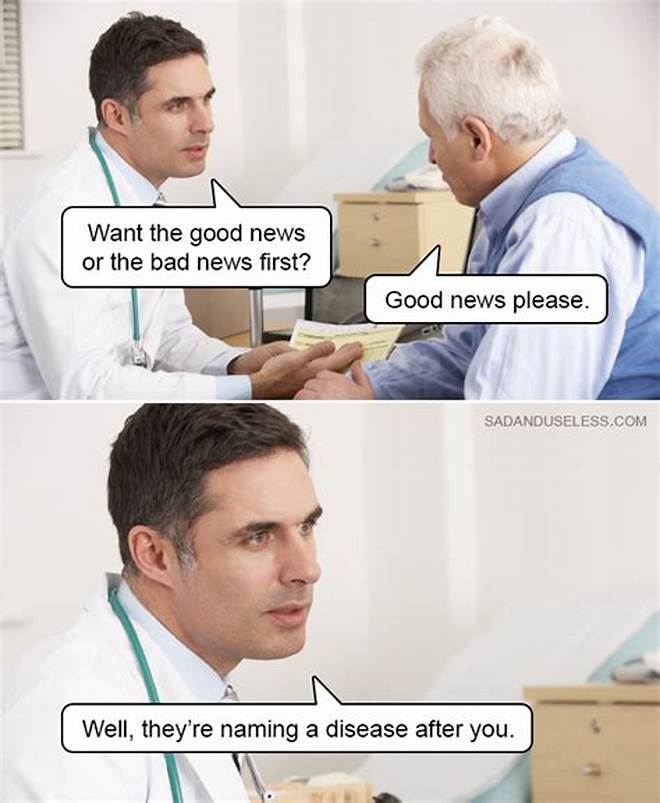 Want the good news
or the bad news first?
Good news please.
SADANDUSELESS.COM
Well, they're naming a disease after you.